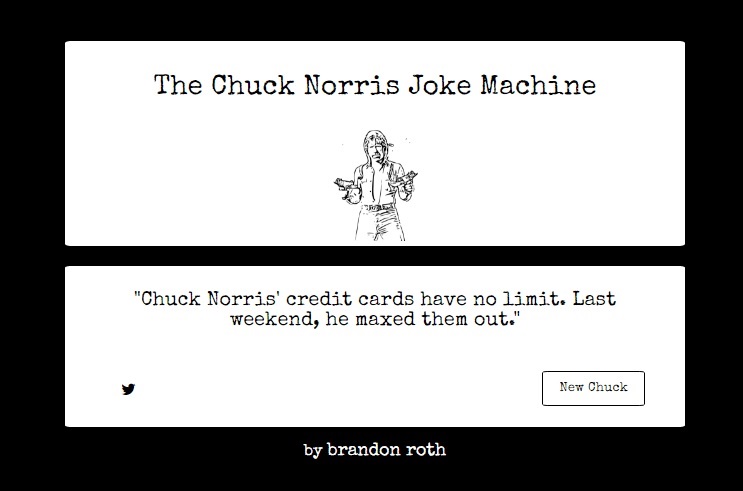 The Chuck Norris Joke Machine
"Chuck Norris' credit cards have no limit. Last
weekend, he maxed them out."
New Chuck
by brandon roth